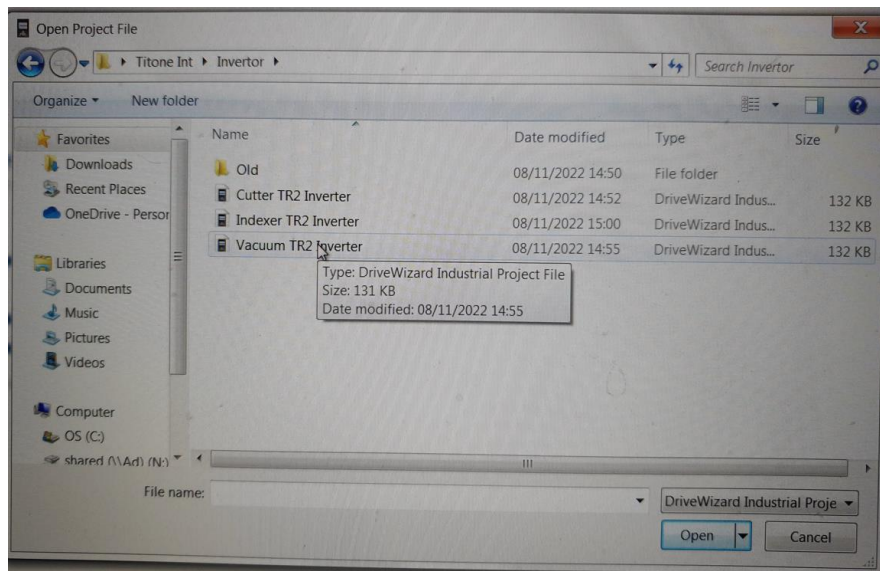 Open Project File
Titone Int Invertor Search Invertor
Organize New folder
Name Date modified Type Size
Favorites
Downloads
Recent Places
OneDrive - Person
Libraries
Documents
Music
Pictures
Videos
Computer
OS (C:)
shared (\\Ad) (N:)
Old 08/11/2022 14:50 File folder
Cutter TR2 Inverter 08/11/2022 14:52 DriveWizard Indus... 132 KB
Indexer TR2 Inverter 08/11/2022 15:00 DriveWizard Indus... 132 KB
Vacuum TR2 Inverter 08/11/2022 14:55 DriveWizard Indus... 132 KB
Type: DriveWizard Industrial Project File
Size: 131 KB
Date modified: 08/11/2022 14:55
File name: DriveWizard Industrial Proje
Open Cancel